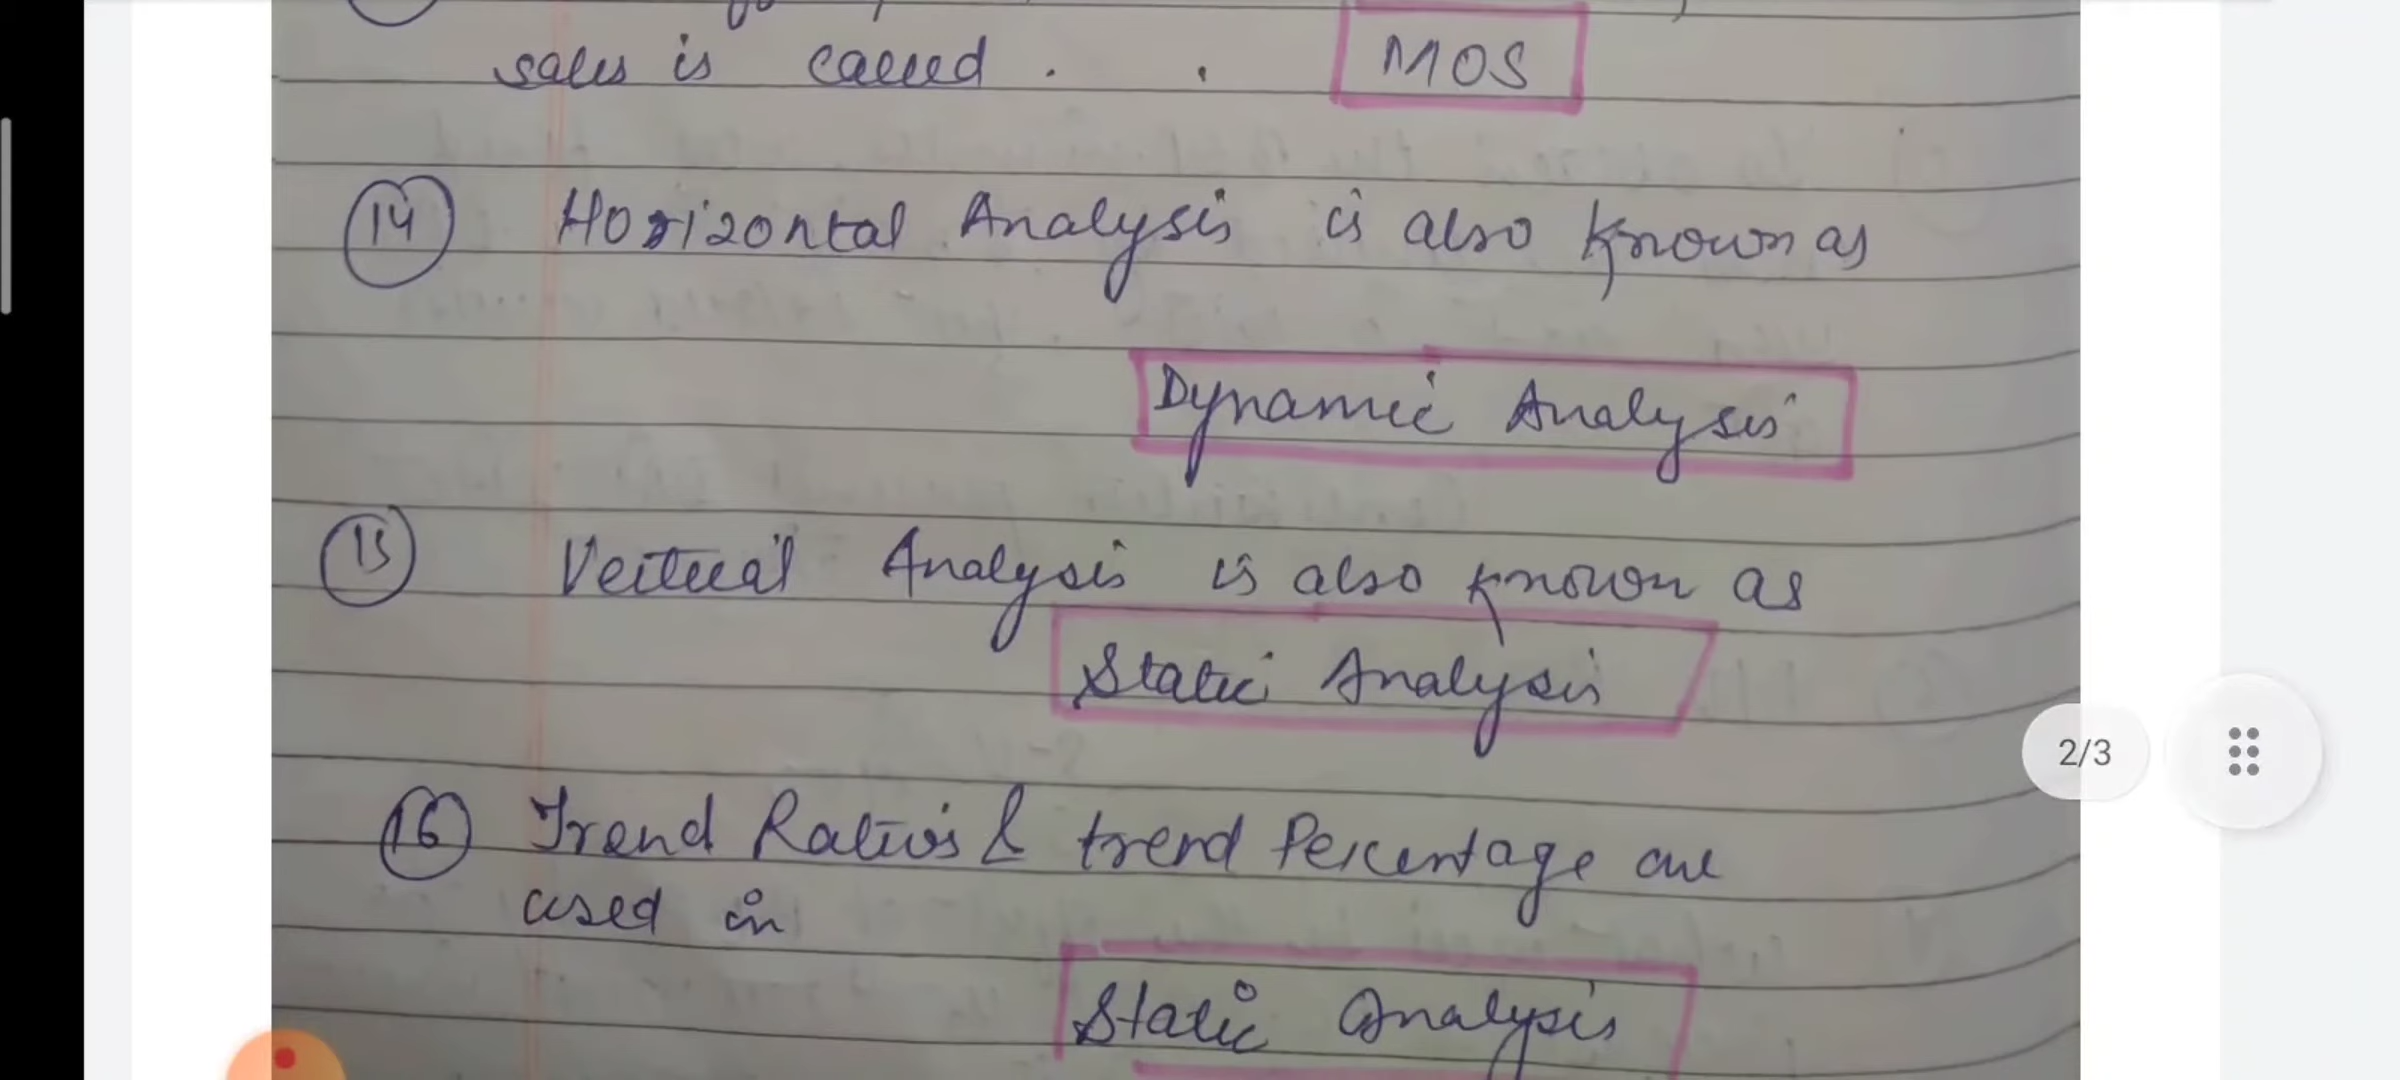 sales is called . . MOS
14 Horizontal Analysis is also known as
Dynamic Analysis
15 Vertical Analysis is also known as
Static Analysis
16 Trend Ratios & trend Percentage are
used in
Static analysis
2/3